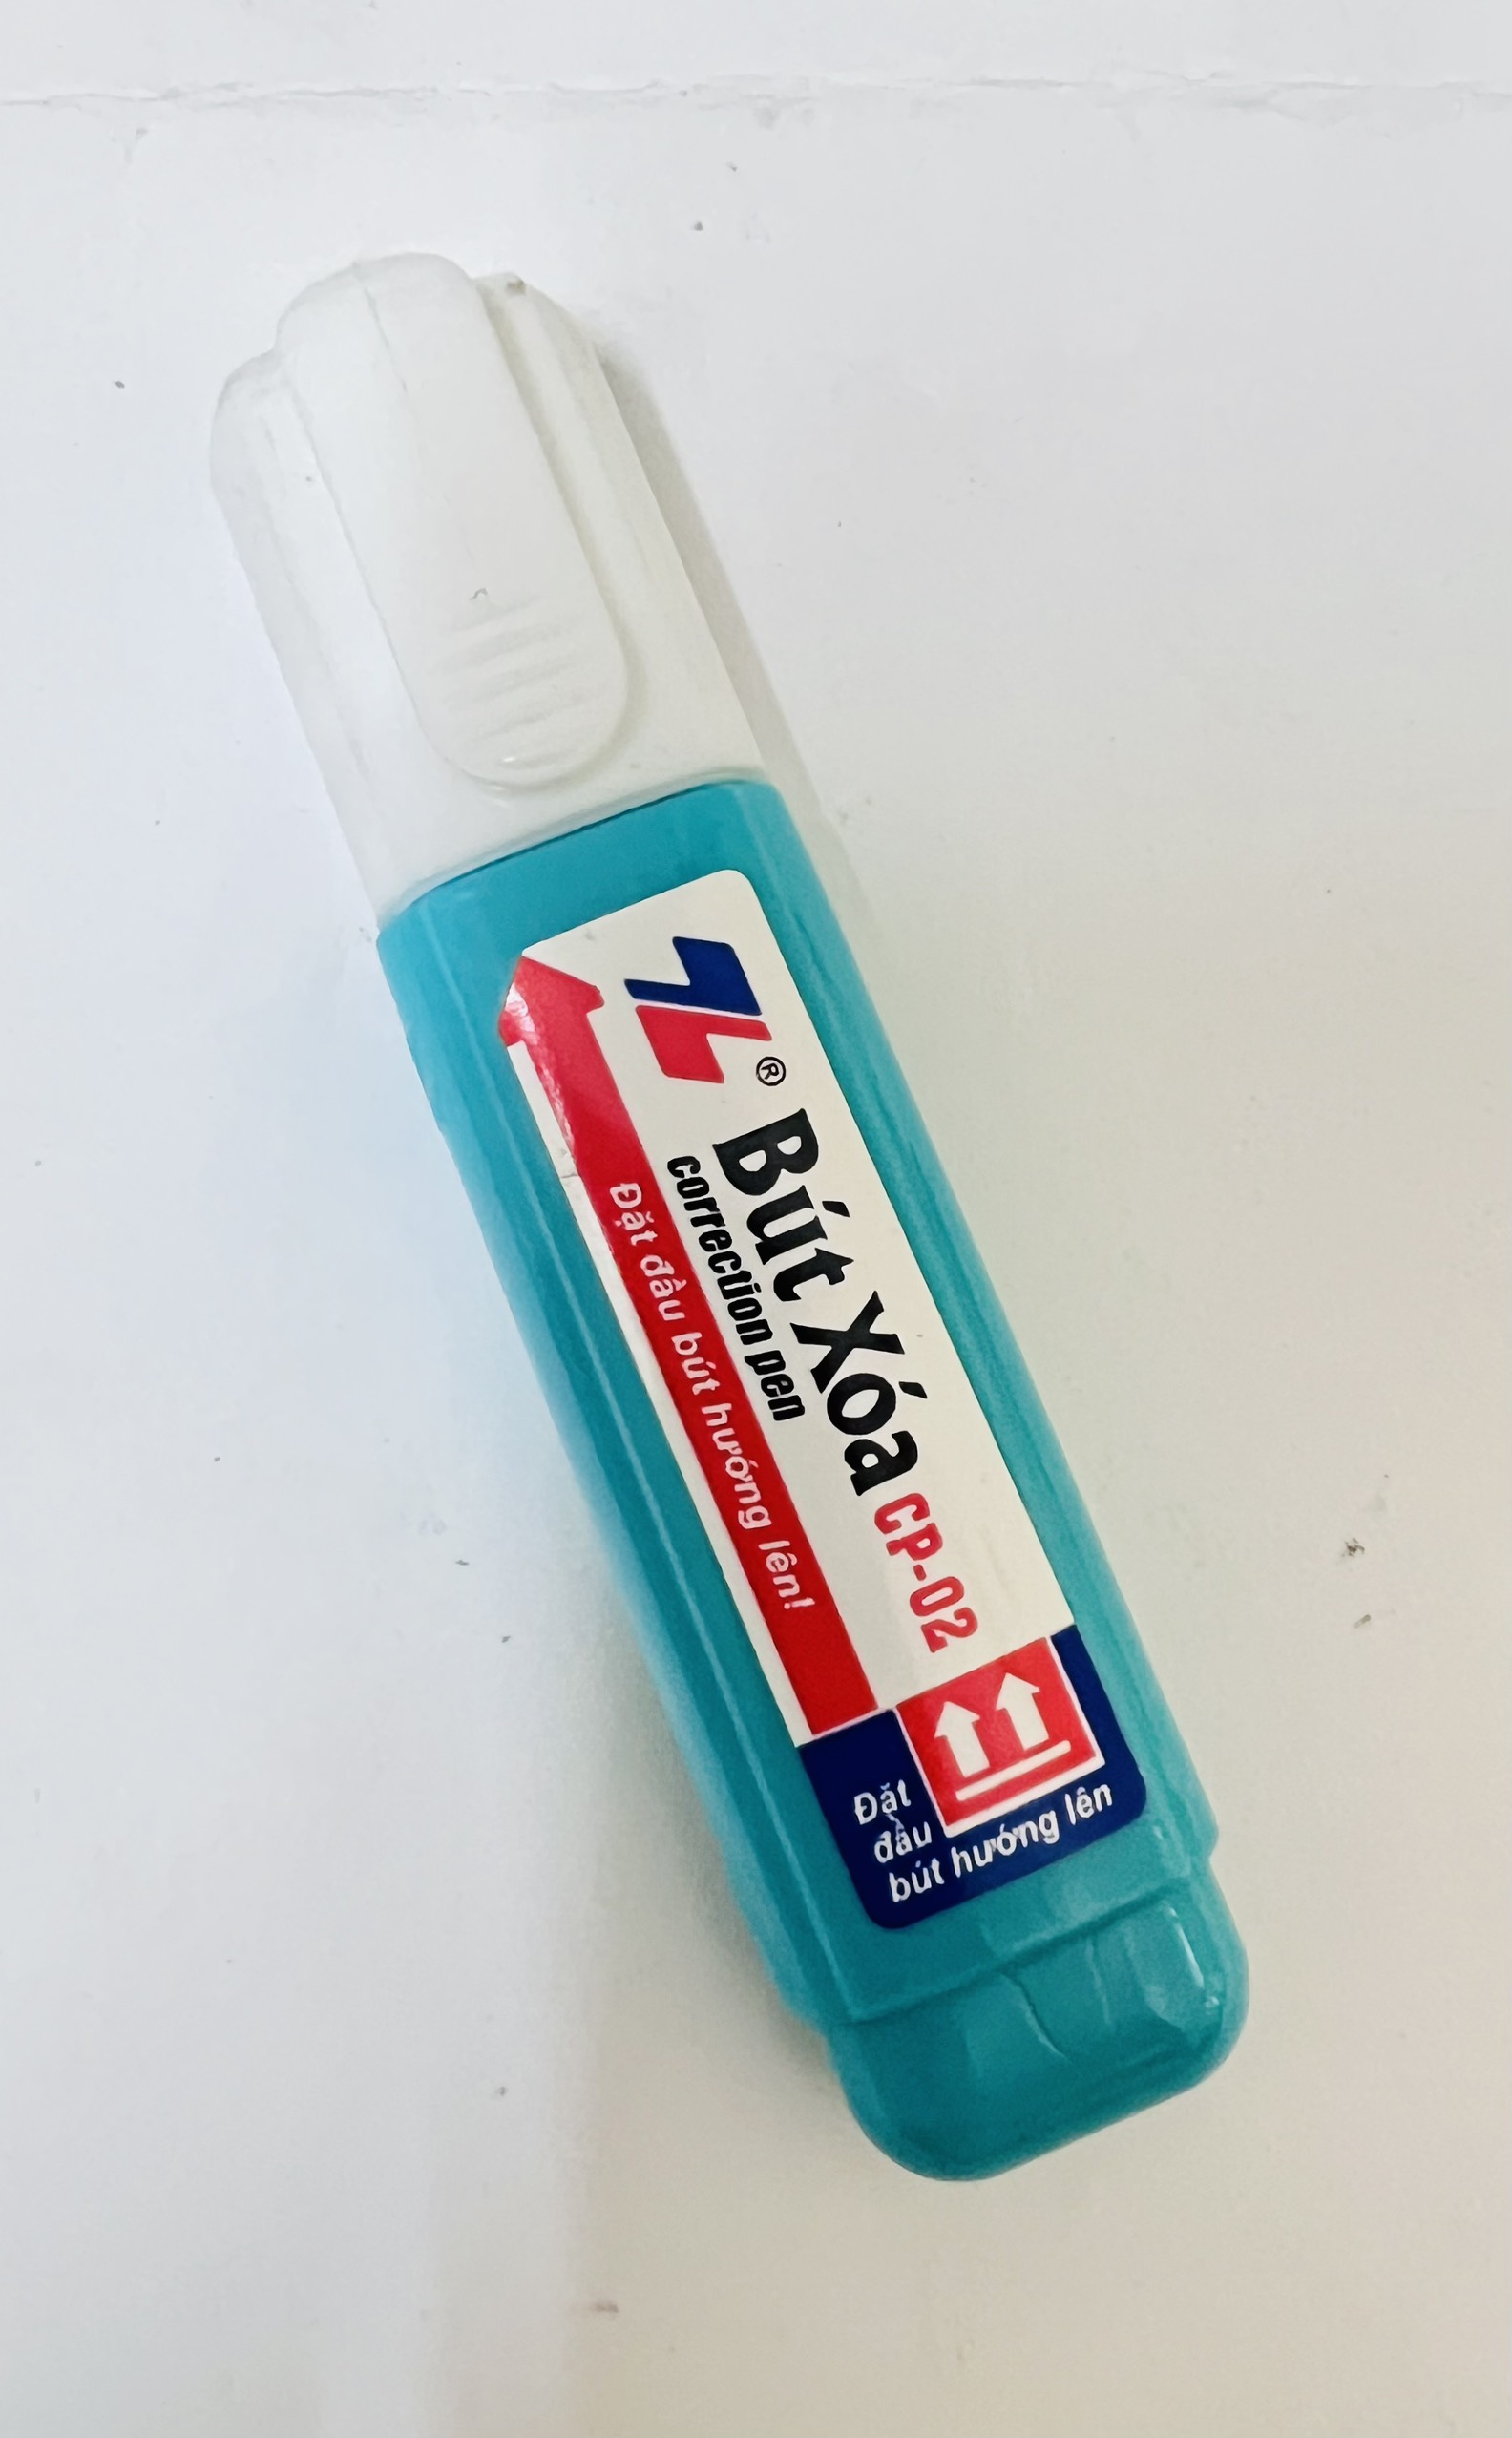 TL®
Bút Xóa CP-02
correction pen
Đặt đầu bút hướng lên!
Đặt
đầu
bút hướng lên